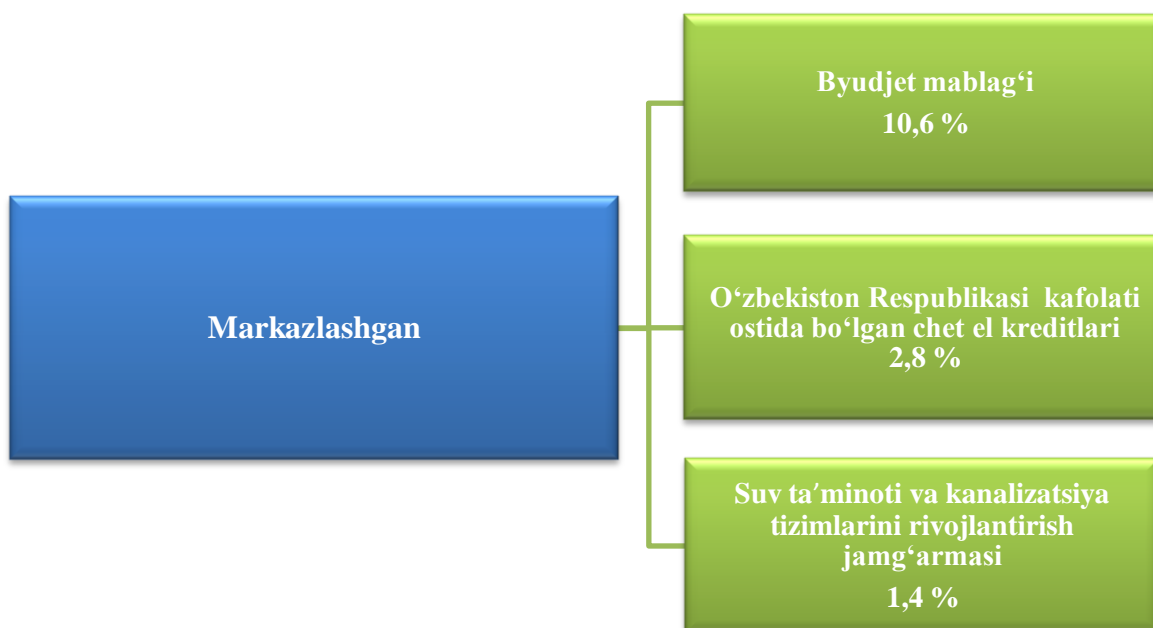 Byudjet mablag‘i
10,6 %
Markazlashgan
O‘zbekiston Respublikasi kafolati
ostida bo‘lgan chet el kreditlari
2,8 %
Suv ta’minoti va kanalizatsiya
tizimlarini rivojlantirish
jamg‘armasi
1,4 %